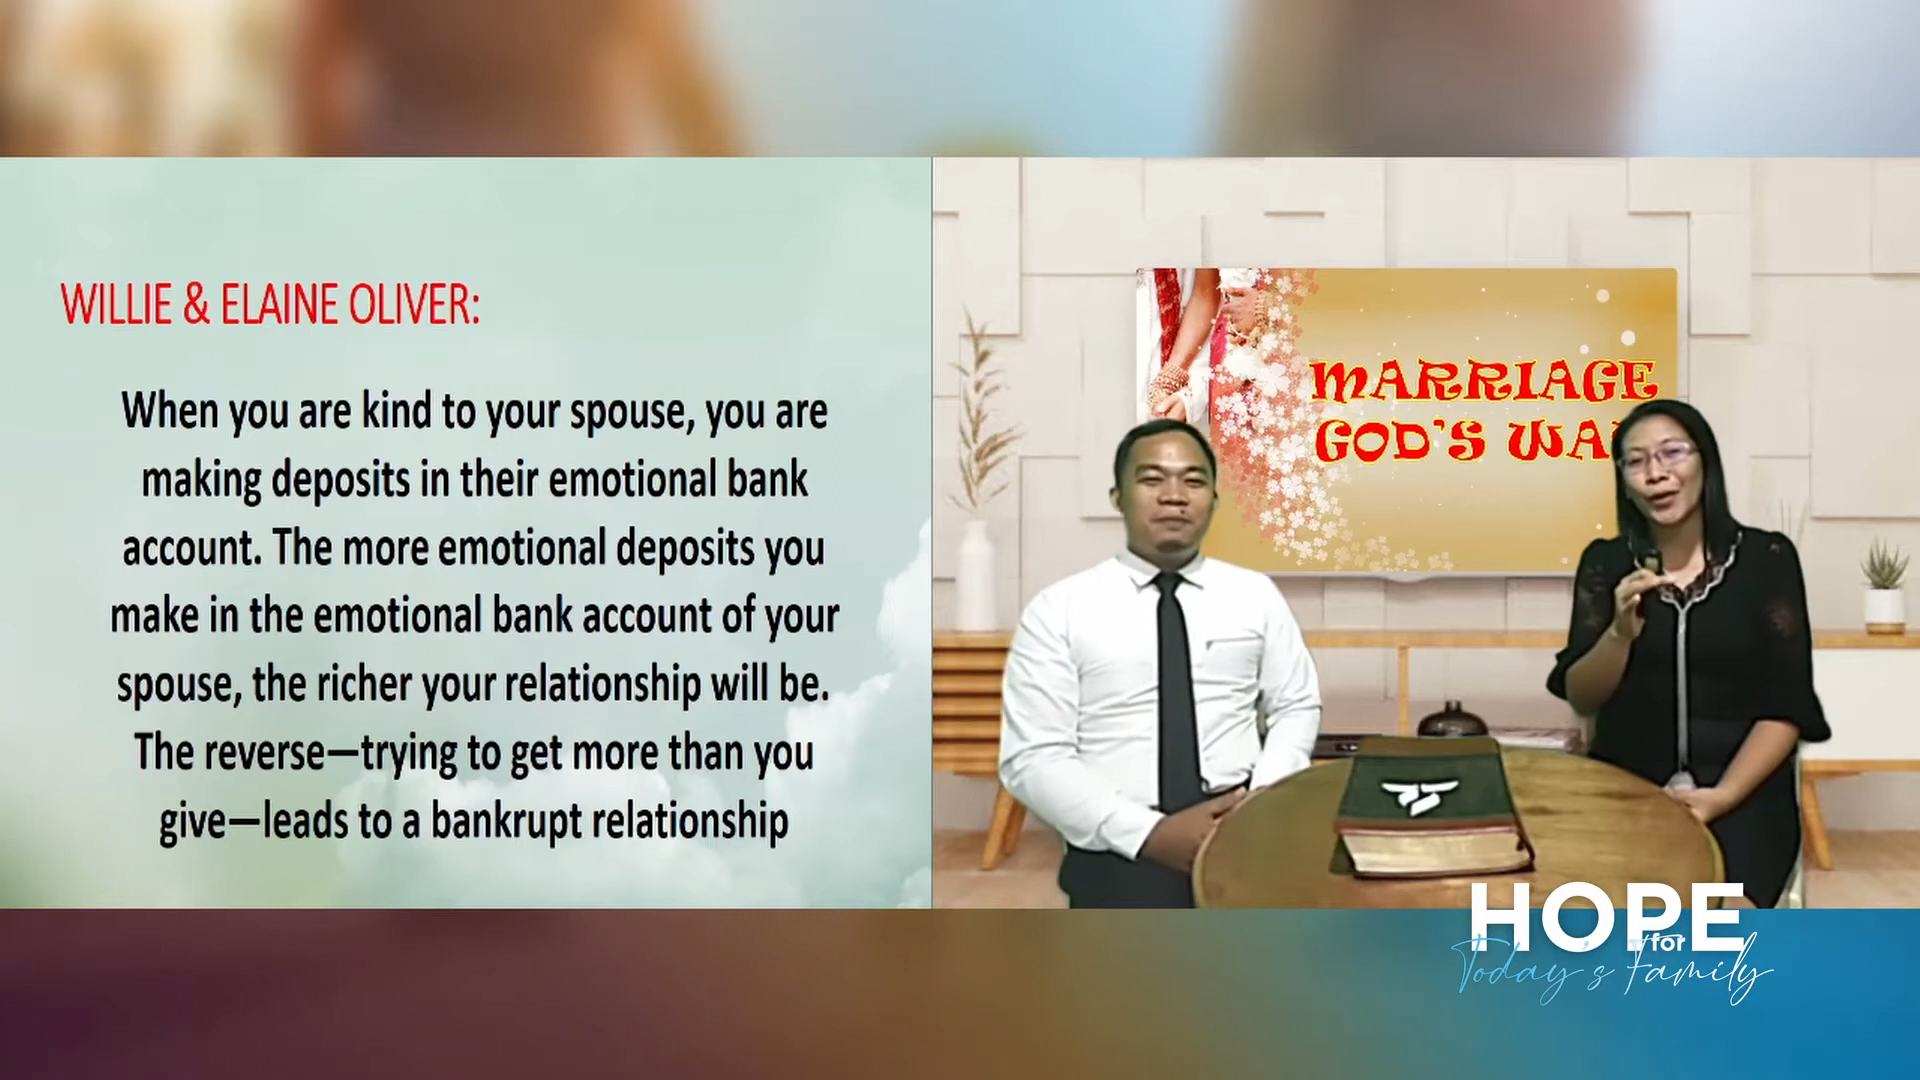 WILLIE & ELAINE OLIVER:
When you are kind to your spouse, you are
making deposits in their emotional bank
account. The more emotional deposits you
make in the emotional bank account of your
spouse, the richer your relationship will be.
The reverse—trying to get more than you
give—leads to a bankrupt relationship
MARRIAGE
GOD'S WA
HOPE
for
Today's Family